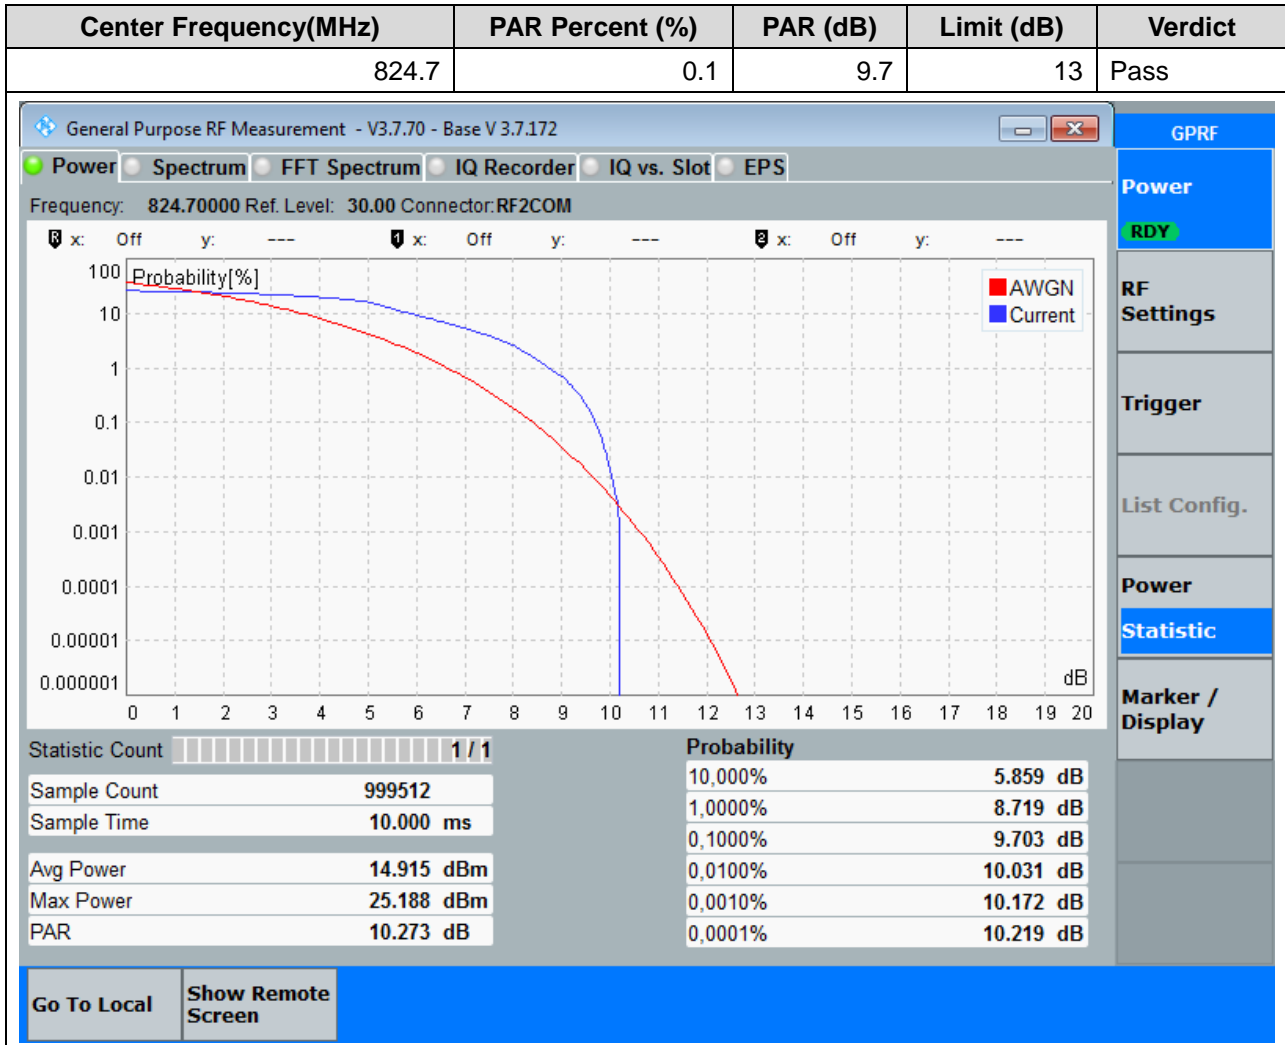 Center Frequency(MHz) PAR Percent (%) PAR (dB) Limit (dB) Verdict
824.7 0.1 9.7 13 Pass
General Purpose RF Measurement - V3.7.70 - Base V 3.7.172
GPRF
Power Spectrum FFT Spectrum IQ Recorder IQ vs. Slot EPS
Frequency: 824.70000 Ref. Level: 30.00 Connector:RF2COM
R x: Off y: --- 1 x: Off y: --- 2 x: Off y: ---
Probability[%]
AWGN
Current
100
10
1
0.1
0.01
0.001
0.0001
0.00001
0.000001
dB
0 1 2 3 4 5 6 7 8 9 10 11 12 13 14 15 16 17 18 19 20
Statistic Count 1 / 1
Sample Count 999512
Sample Time 10.000 ms
Avg Power 14.915 dBm
Max Power 25.188 dBm
PAR 10.273 dB
Probability
10,000% 5.859 dB
1,0000% 8.719 dB
0,1000% 9.703 dB
0,0100% 10.031 dB
0,0010% 10.172 dB
0,0001% 10.219 dB
Power
RDY
RF
Settings
Trigger
List Config.
Power
Statistic
Marker /
Display
Go To Local
Show Remote
Screen